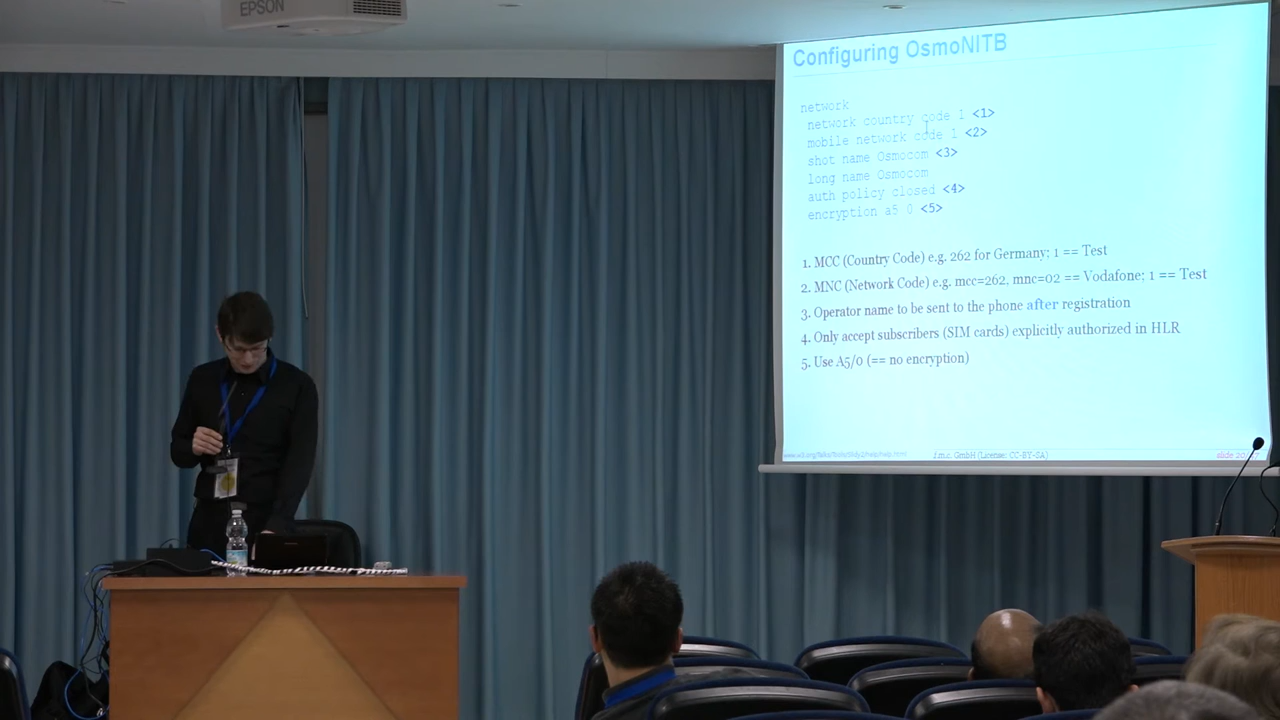 EPSON
Configuring OsmoNITB
network
network country code 1 <1>
mobile network code 1 <2>
shot name Osmocom <3>
long name Osmocom
auth policy closed <4>
encryption a5 0 <5>
1. MCC (Country Code) e.g. 262 for Germany; 1 == Test
2. MNC (Network Code) e.g. mcc=262, mnc=02 == Vodafone; 1 == Test
3. Operator name to be sent to the phone after registration
4. Only accept subscribers (SIM cards) explicitly authorized in HLR
5. Use A5/0 (== no encryption)
GmbH (License: CC-BY-SA)
slide